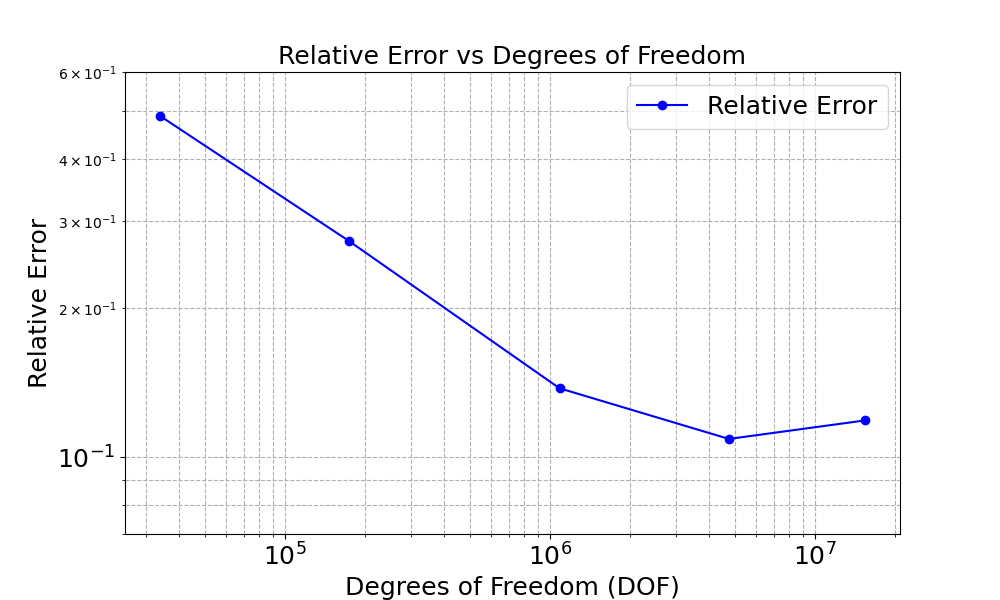 Relative Error vs Degrees of Freedom
Relative Error
6 × 10⁻¹
4 × 10⁻¹
3 × 10⁻¹
2 × 10⁻¹
10⁻¹
Relative Error
10⁵ 10⁶ 10⁷
Degrees of Freedom (DOF)